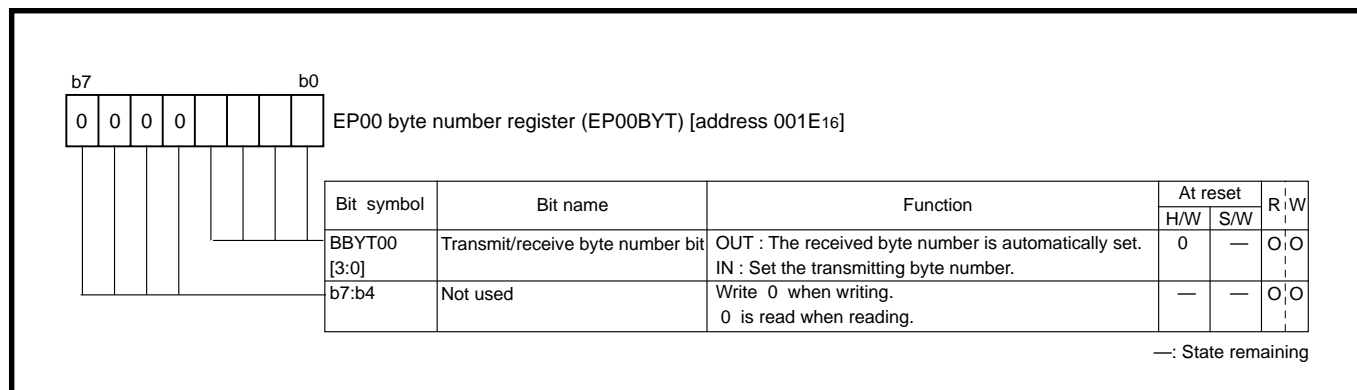 b7 b0
0 0 0 0
EP00 byte number register (EP00BYT) [address 001E16]
Bit symbol Bit name Function At reset R W
H/W S/W
BBYT00 Transmit/receive byte number bit OUT : The received byte number is automatically set. 0 — O O
[3:0] IN : Set the transmitting byte number.
b7:b4 Not used Write 0 when writing. — — O O
0 is read when reading.
—: State remaining